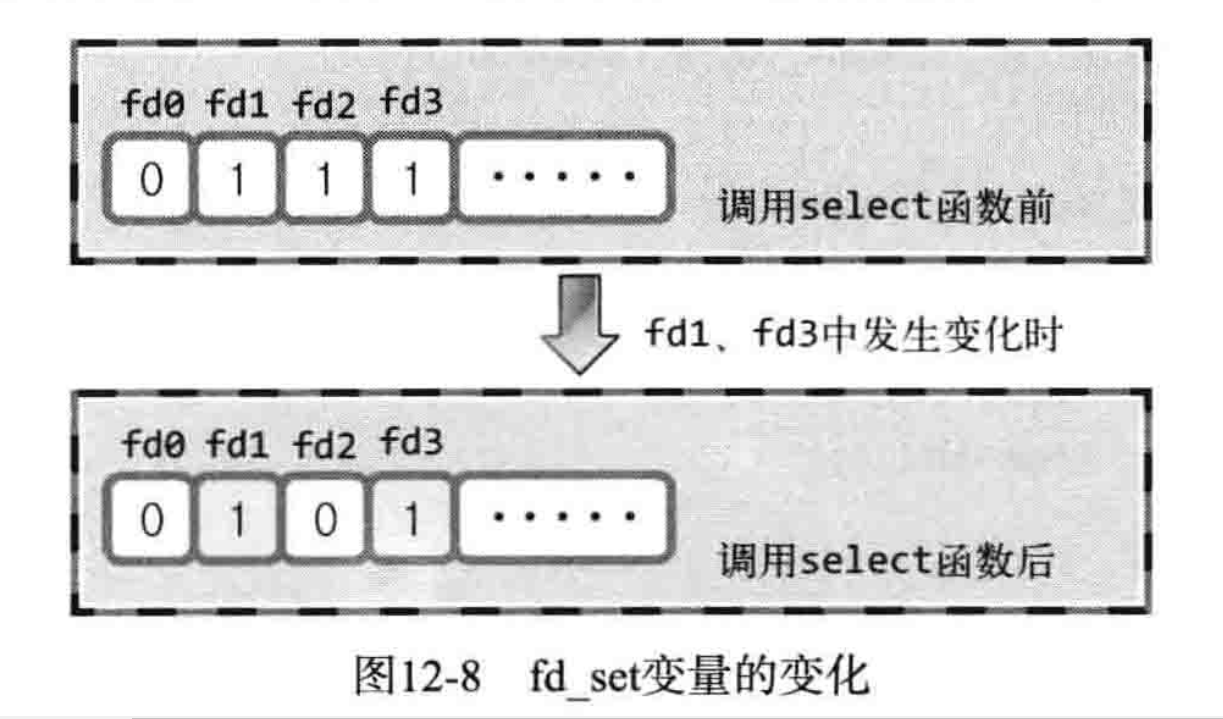 fd0 fd1 fd2 fd3
0 1 1 1 ·····
调用select函数前
fd1、fd3中发生变化时
fd0 fd1 fd2 fd3
0 1 0 1 ·····
调用select函数后
图12-8 fd_set变量的变化